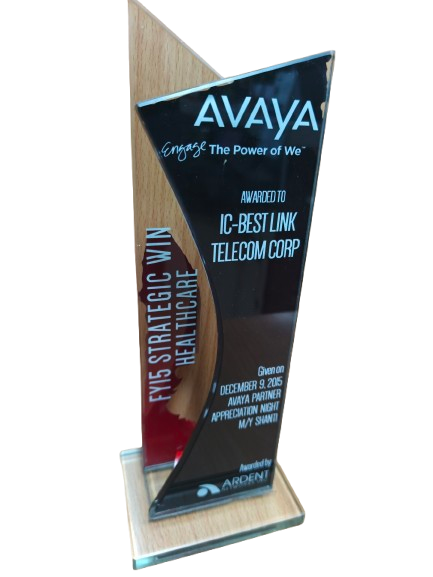 AVAYA
Engage The Power of We™
AWARDED TO
IC-BEST LINK
TELECOM CORP
FY15 STRATEGIC WIN
HEALTHCARE
Given on
DECEMBER 9, 2015
AVAYA PARTNER
APPRECIATION NIGHT
M/Y SHANTI
Awarded by
ARDENT